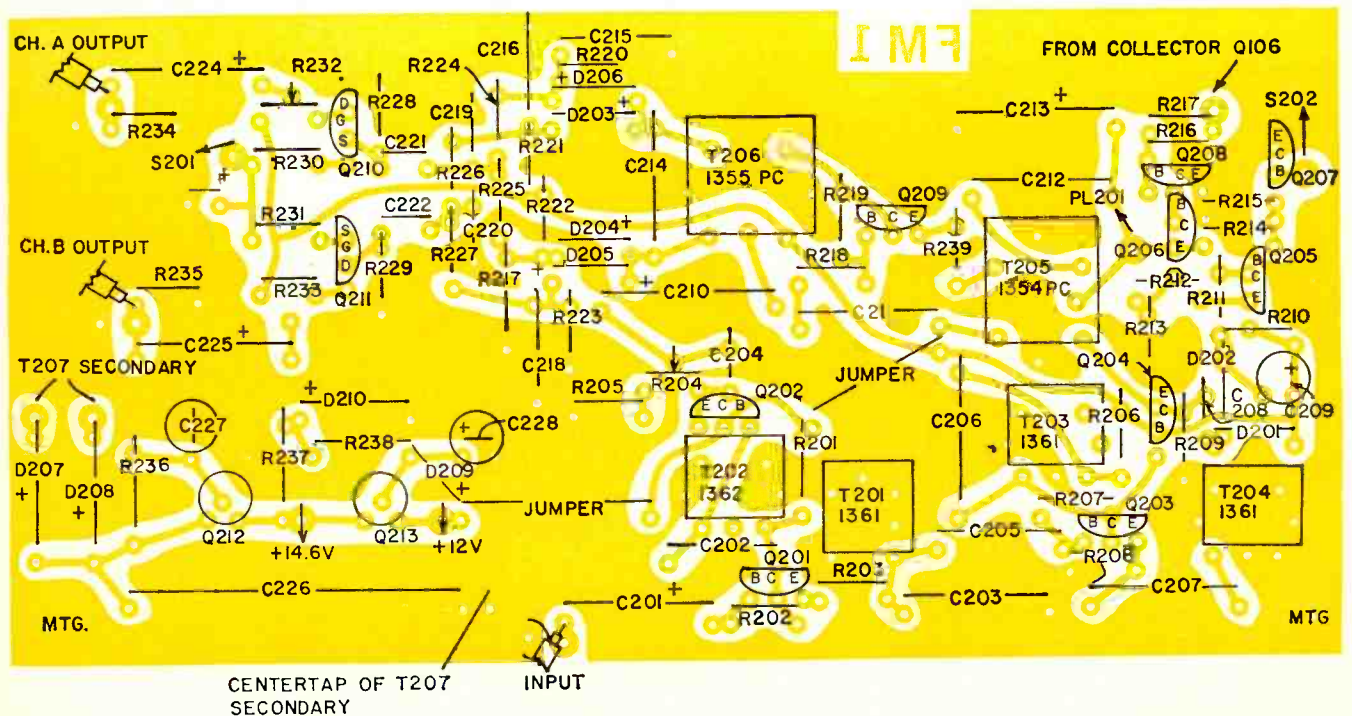 FM1
CH. A OUTPUT
C224 +
R232
R224
C216
C215
R220
+ D206
FROM COLLECTOR Q106
R234
D
G
S
R228
C219
-D203 +
C213 +
R217
S202
R216
S201
R230
Q210
C221
R226
R221
C214
T206
1355 PC
Q208
B C E
E
C
B
Q207
R225
R219
Q209
C212
PL201
R231
C222
R222
B C E
B
C
E
R215
R214
S
G
D
C220
D204 +
R239
CH.B OUTPUT
R227
D205
R218
T205
1354 PC
Q206
Q205
R235
R233
Q211
R229
R217
+
+
C210
R212
R211
B
C
E
C21
R213
R210
R223
C225 +
C218
C204
Q204
D202
T207 SECONDARY
R205
R204
Q202
JUMPER
+
D210
E C B
C206
T203
1361
R206
E
C
B
C
208
+
C209
C227
+
C228
R201
R209
D201
R236
R237
R238
D209
+
T202
1362
D207
+
D208
+
T201
1361
R207
Q203
T204
1361
JUMPER
B C E
Q212
+14.6V
Q213
+12V
C202
C205
Q201
R208
C226
B C E
R203
C207
C201 +
C203
R202
MTG.
MTG
CENTERTAP OF T207
SECONDARY
INPUT